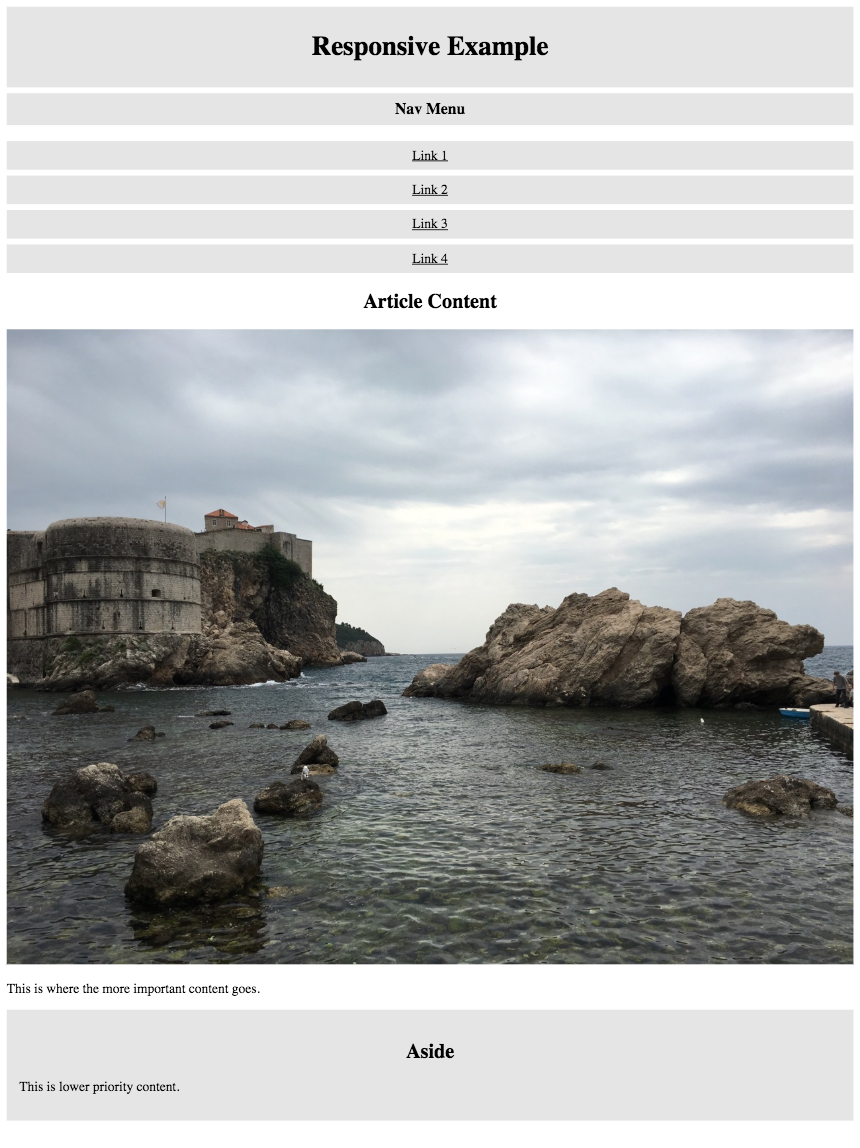 Responsive Example
Nav Menu
Link 1
Link 2
Link 3
Link 4
Article Content
This is where the more important content goes.
Aside
This is lower priority content.